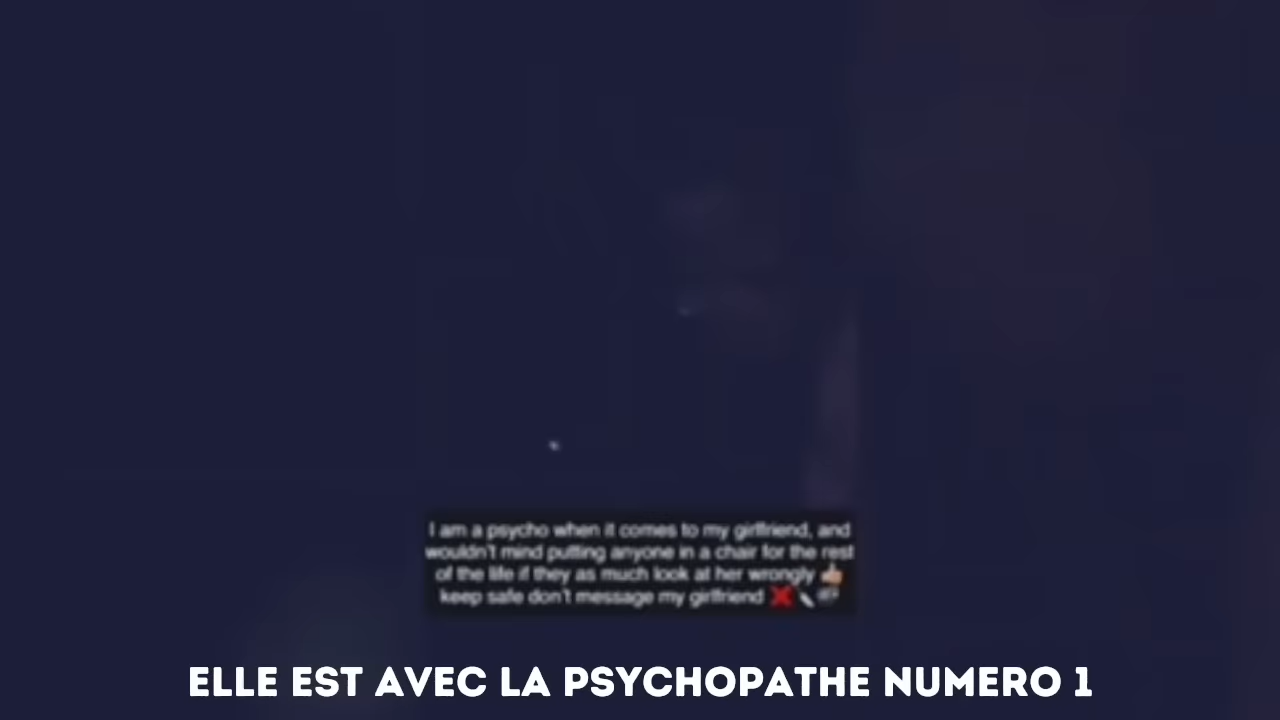 I am a psycho when it comes to my girlfriend, and
wouldn't mind putting anyone in a chair for the rest
of the life if they as much look at her wrongly 👍🏼
keep safe don't message my girlfriend ❌🔪
ELLE EST AVEC LA PSYCHOPATHE NUMERO 1